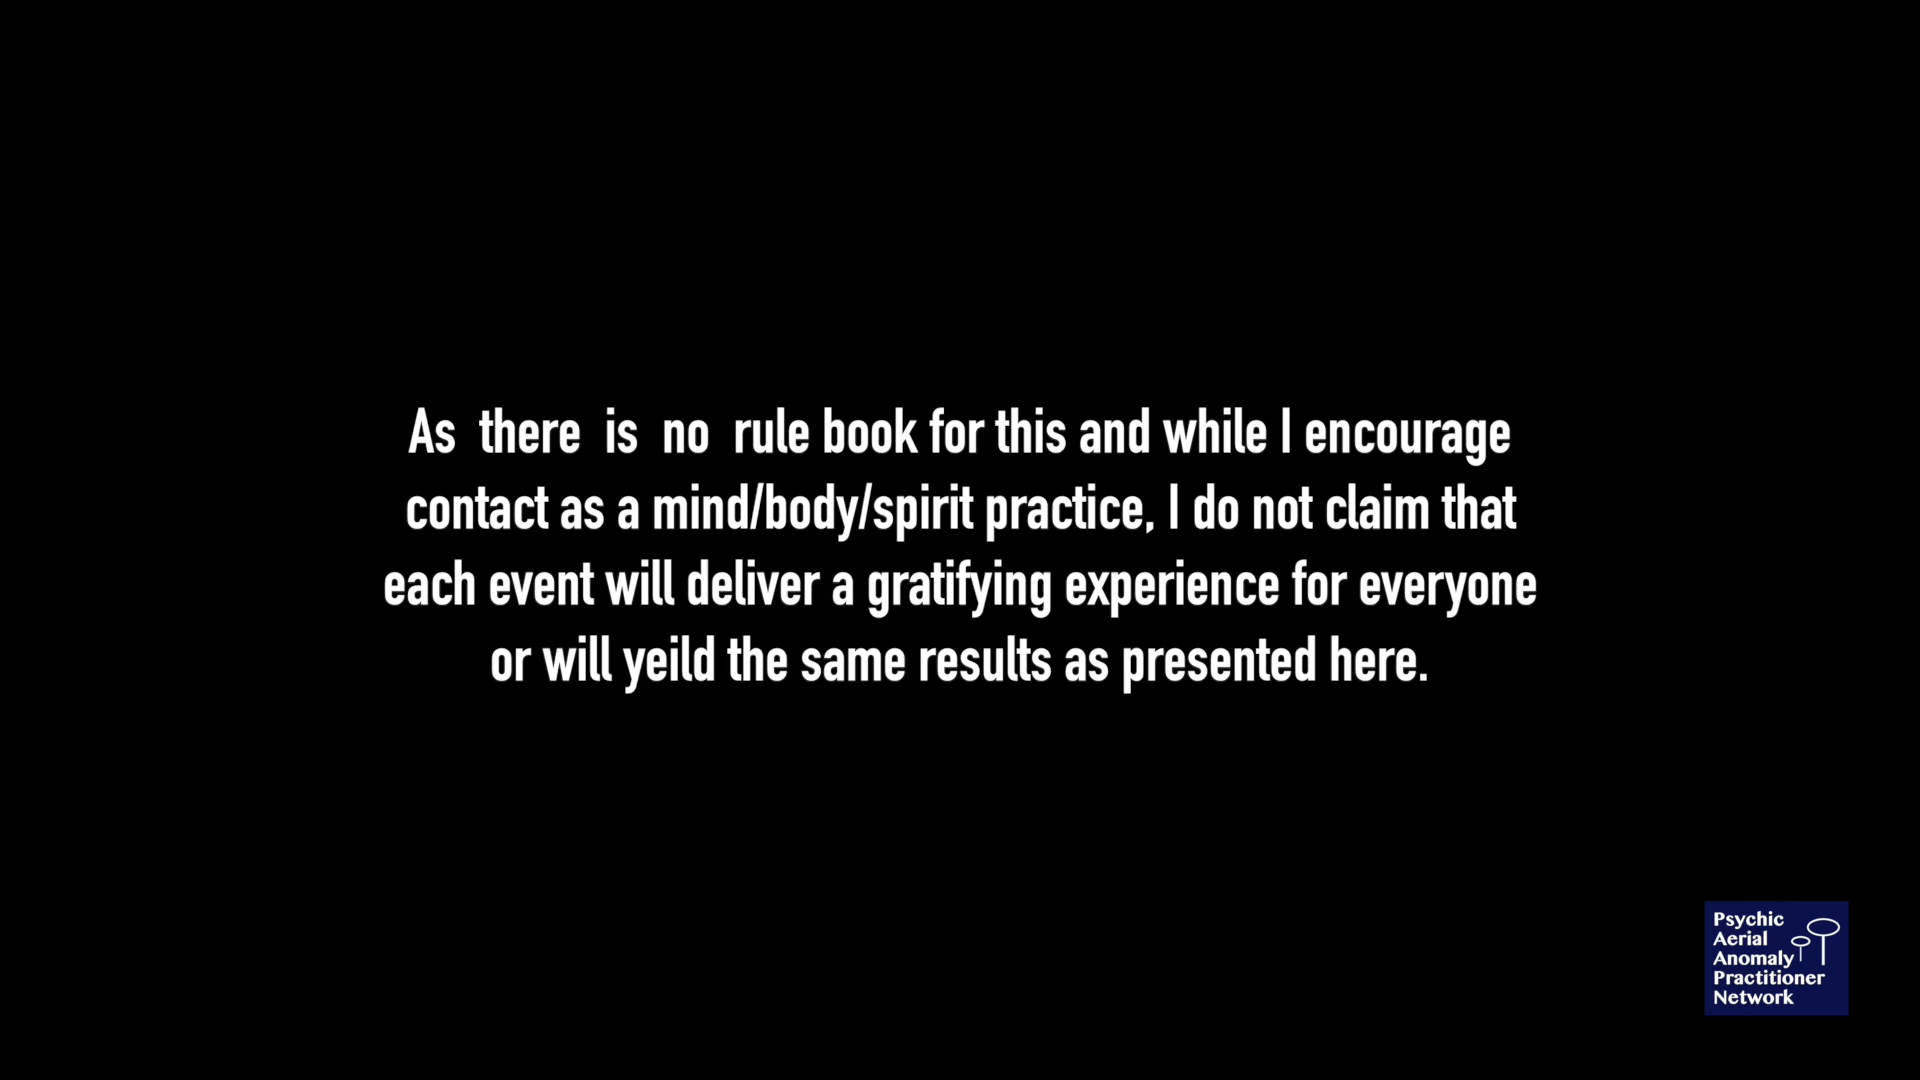 As there is no rule book for this and while I encourage
contact as a mind/body/spirit practice, I do not claim that
each event will deliver a gratifying experience for everyone
or will yeild the same results as presented here.
Psychic
Aerial
Anomaly
Practitioner
Network